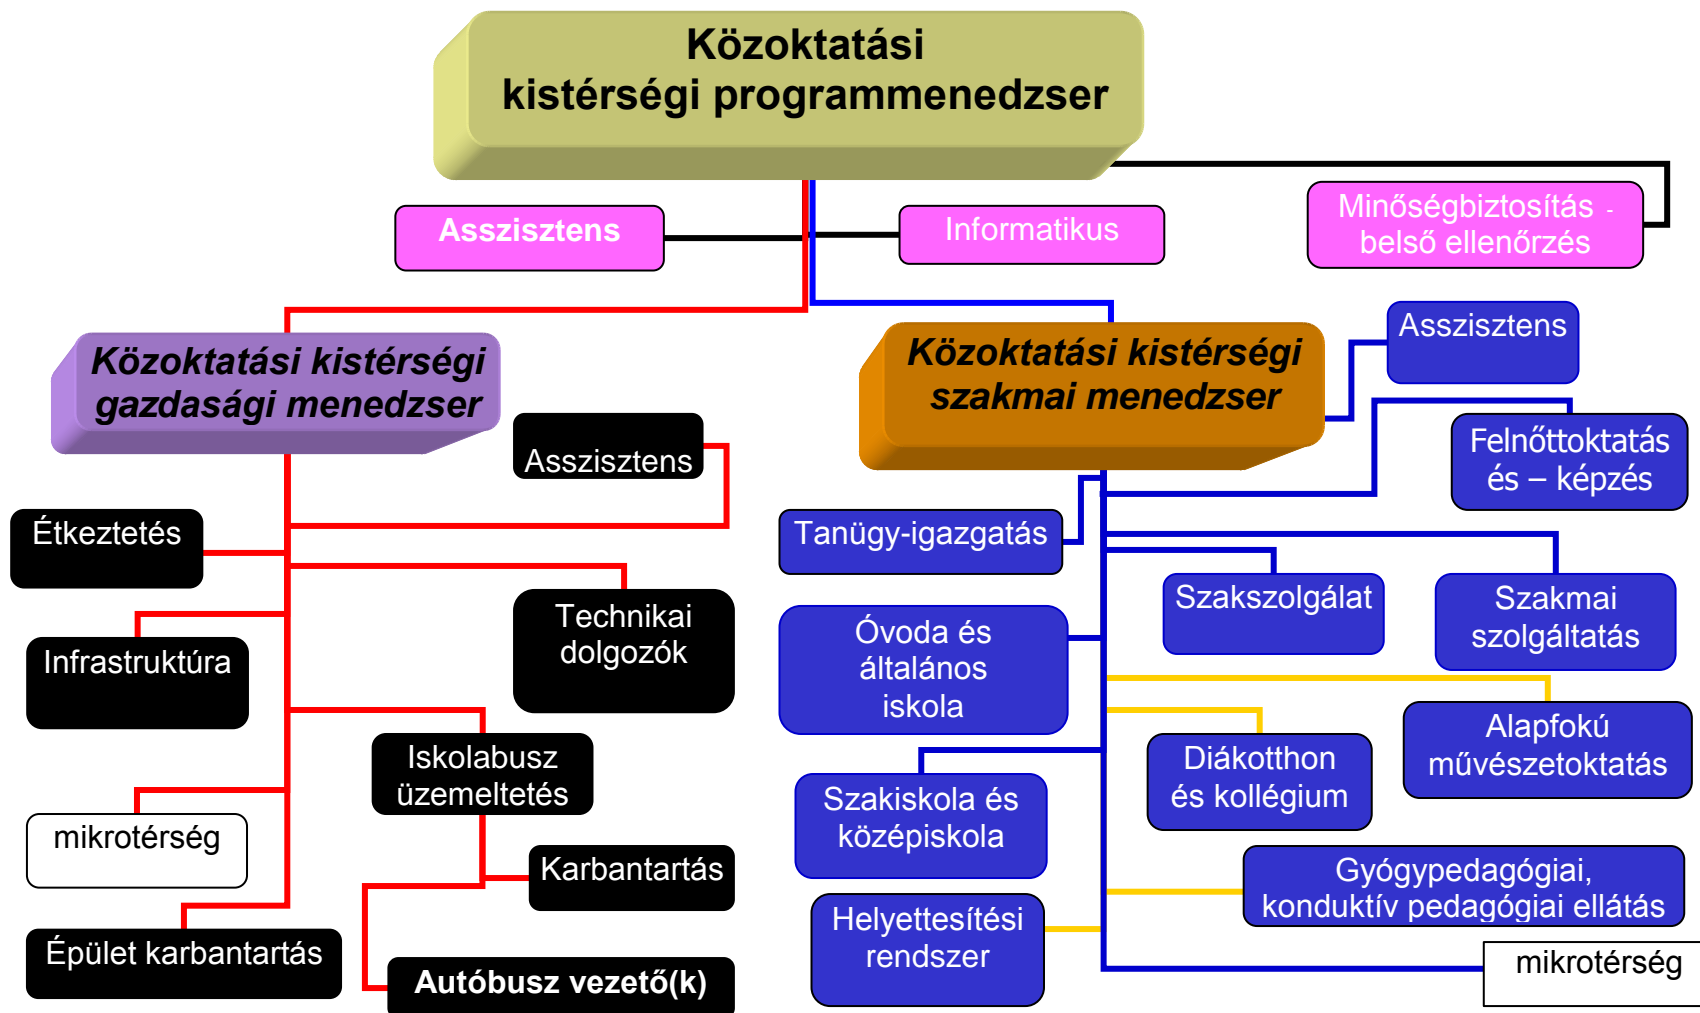 Közoktatási
kistérségi programmenedzser
Asszisztens
Informatikus
Minőségbiztosítás -
belső ellenőrzés
Közoktatási kistérségi
gazdasági menedzser
Közoktatási kistérségi
szakmai menedzser
Asszisztens
Asszisztens
Felnőttoktatás
és – képzés
Étkeztetés
Tanügy-igazgatás
Technikai
dolgozók
Szakszolgálat
Szakmai
szolgáltatás
Infrastruktúra
Óvoda és
általános
iskola
Iskolabusz
üzemeltetés
Diákotthon
és kollégium
Alapfokú
művészetoktatás
mikrotérség
Szakiskola és
középiskola
Karbantartás
Gyógypedagógiai,
konduktív pedagógiai ellátás
Épület karbantartás
Helyettesítési
rendszer
Autóbusz vezető(k)
mikrotérség